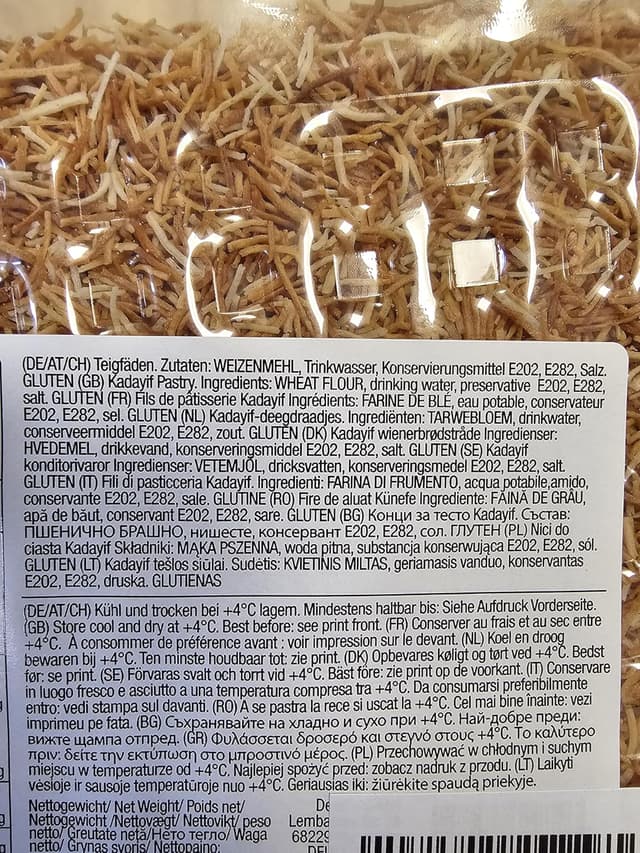 (DE/AT/CH) Teigfäden. Zutaten: WEIZENMEHL, Trinkwasser, Konservierungsmittel E202, E282, Salz.
GLUTEN (GB) Kadayif Pastry. Ingredients: WHEAT FLOUR, drinking water, preservative E202, E282,
salt. GLUTEN (FR) Fils de pâtisserie Kadayif Ingrédients: FARINE DE BLÉ, eau potable, conservateur
E202, E282, sel. GLUTEN (NL) Kadayif-deegdraadjes. Ingrediënten: TARWEBLOEM, drinkwater,
conserveermiddel E202, E282, zout. GLUTEN (DK) Kadayif wienerbrødstråde Ingredienser:
HVEDEMEL, drikkevand, konserveringsmiddel E202, E282, salt. GLUTEN (SE) Kadayif
konditorivaror Ingredienser: VETEMJÖL, dricksvatten, konserveringsmedel E202, E282, salt.
GLUTEN (IT) Fili di pasticceria Kadayif. Ingredienti: FARINA DI FRUMENTO, acqua potabile,amido,
conservante E202, E282, sale. GLUTINE (RO) Fire de aluat Künefe Ingrediente: FĂINĂ DE GRÂU,
apă de băut, conservant E202, E282, sare. GLUTEN (BG) Конци за тесто Kadayif. Състав:
ПШЕНИЧНО БРАШНО, нишесте, консервант E202, E282, сол. ГЛУТЕН (PL) Nici do
ciasta Kadayif Składniki: MĄKA PSZENNA, woda pitna, substancja konserwująca E202, E282, sól.
GLUTEN (LT) Kadayif tešlos siūlai. Sudėtis: KVIETINIS MILTAS, geriamasis vanduo, konservantas
E202, E282, druska. GLUTIENAS
(DE/AT/CH) Kühl und trocken bei +4°C lagern. Mindestens haltbar bis: Siehe Aufdruck Vorderseite.
(GB) Store cool and dry at +4°C. Best before: see print front. (FR) Conserver au frais et au sec entre
+4°C. À consommer de préférence avant : voir impression sur le devant. (NL) Koel en droog
bewaren bij +4°C. Ten minste houdbaar tot: zie print. (DK) Opbevares køligt og tørt ved +4°C. Bedst
før: se print. (SE) Förvaras svalt och torrt vid +4°C. Bäst före: zie print op de voorkant. (IT) Conservare
in luogo fresco e asciutto a una temperatura compresa tra +4°C. Da consumarsi preferibilmente
entro: vedi stampa sul davanti. (RO) A se pastra la rece si uscat la +4°C. Cel mai bine înainte: vezi
imprimeu pe fata. (BG) Съхранявайте на хладно и сухо при +4°C. Най-добре преди:
вижте щампа отпред. (GR) Φυλάσσεται δροσερό και στεγνό στους +4°C. Το καλύτερο
πριν: δείτε την εκτύπωση στο μπροστινό μέρος. (PL) Przechowywać w chłodnym i suchym
miejscu w temperaturze od +4°C. Najlepiej spożyć przed: zobacz nadruk z przodu. (LT) Laikyti
vėsioje ir sausoje temperatūroje nuo +4°C. Geriausias iki: žiūrėkite spaudą priekyje.
Nettogewicht/ Net Weight/ Poids net/
Nettogewicht /Nettovægt/ Nettovikt/ peso Lemba
netto/ Greutate netă/Нето тегло/ Waga 68229
netto/ Grynas svoris/ Nettopaino: